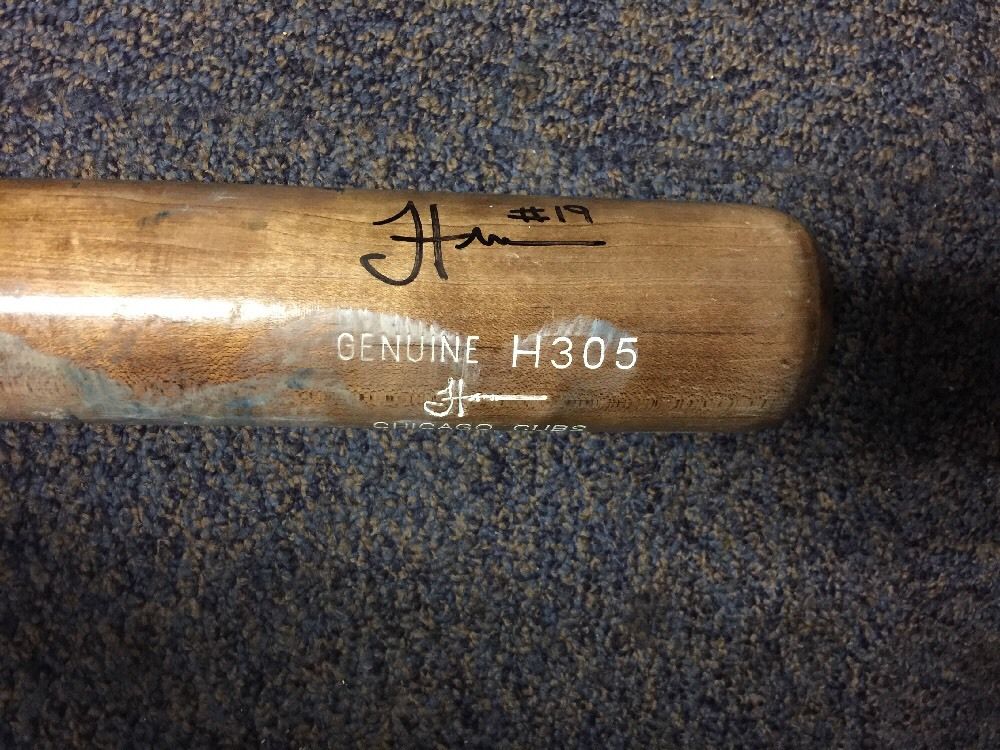 #19
GENUINE H305
CHICAGO CUBS